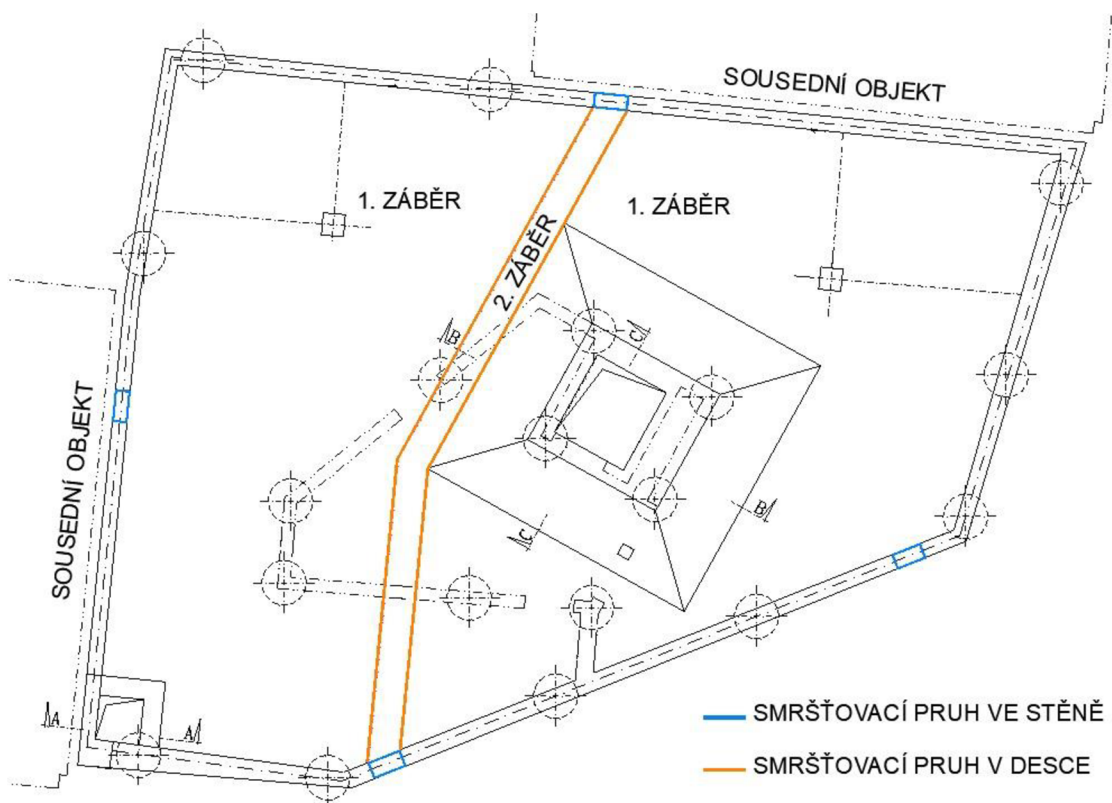 SOUSEDNÍ OBJEKT
1. ZÁBĚR
1. ZÁBĚR
2. ZÁBĚR
B
C
SOUSEDNÍ OBJEKT
C
B
A
A
SMRŠŤOVACÍ PRUH VE STĚNĚ
SMRŠŤOVACÍ PRUH V DESCE